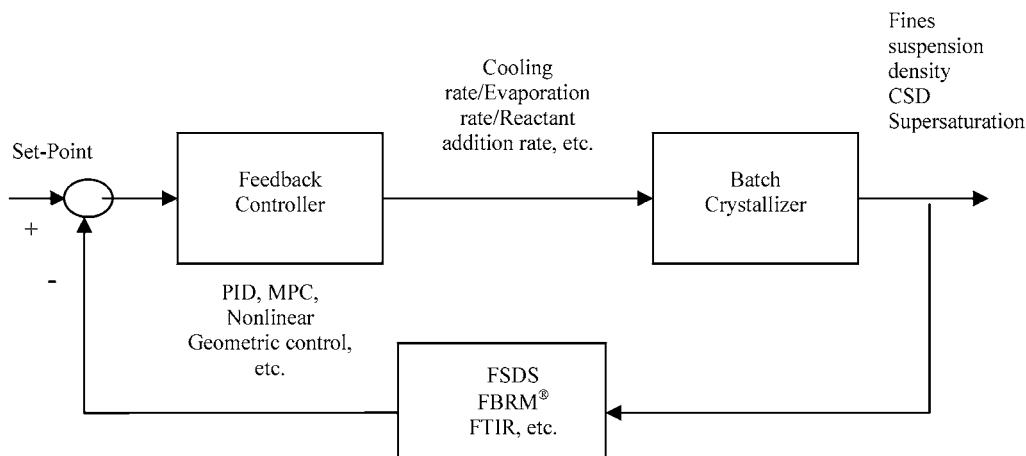 Fines
suspension
density
CSD
Supersaturation
Cooling
rate/Evaporation
rate/Reactant
addition rate, etc.
Set-Point
+
-
Feedback
Controller
Batch
Crystallizer
PID, MPC,
Nonlinear
Geometric control,
etc.
FSDS
FBRM®
FTIR, etc.